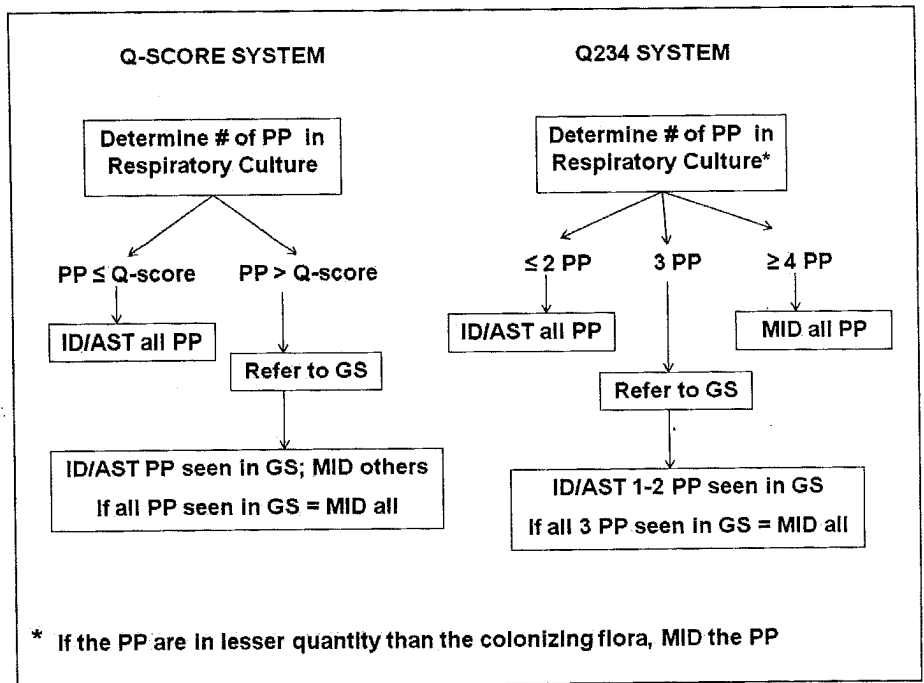 Q-SCORE SYSTEM
Determine # of PP in
Respiratory Culture
PP ≤ Q-score
PP > Q-score
ID/AST all PP
Refer to GS
ID/AST PP seen in GS; MID others
If all PP seen in GS = MID all
Q234 SYSTEM
Determine # of PP in
Respiratory Culture*
≤ 2 PP
3 PP
≥ 4 PP
ID/AST all PP
MID all PP
Refer to GS
ID/AST 1-2 PP seen in GS
If all 3 PP seen in GS = MID all
* If the PP are in lesser quantity than the colonizing flora, MID the PP